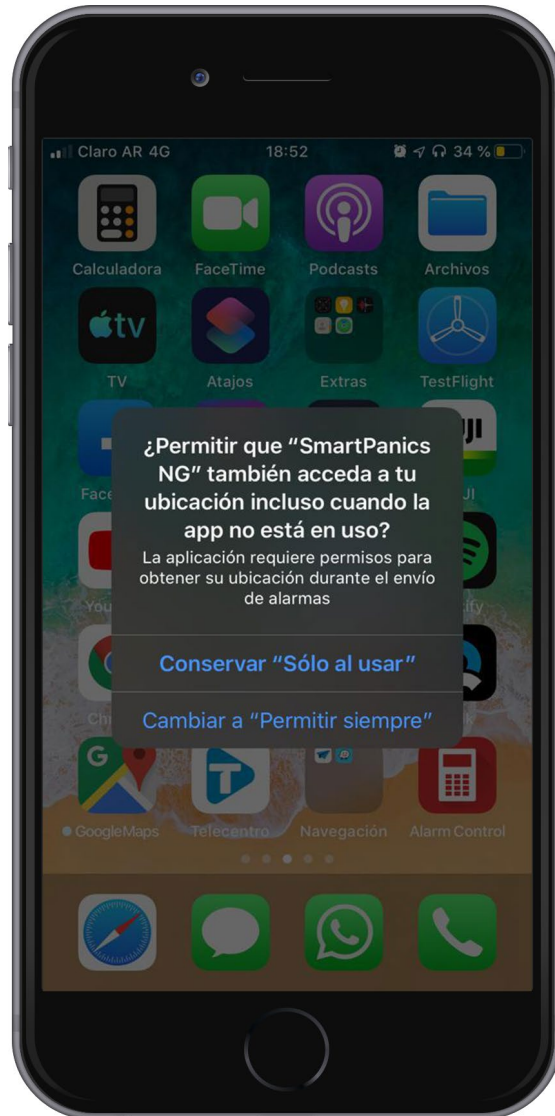 Claro AR 4G 18:52 34 %
Calculadora FaceTime Podcasts Archivos
tv
TV Atajos Extras TestFlight
¿Permitir que “SmartPanics
NG” también acceda a tu
ubicación incluso cuando la
app no está en uso?
La aplicación requiere permisos para
obtener su ubicación durante el envío
de alarmas
Conservar “Sólo al usar”
Cambiar a “Permitir siempre”
G T
GoogleMaps Telecentro Navegación Alarm Control